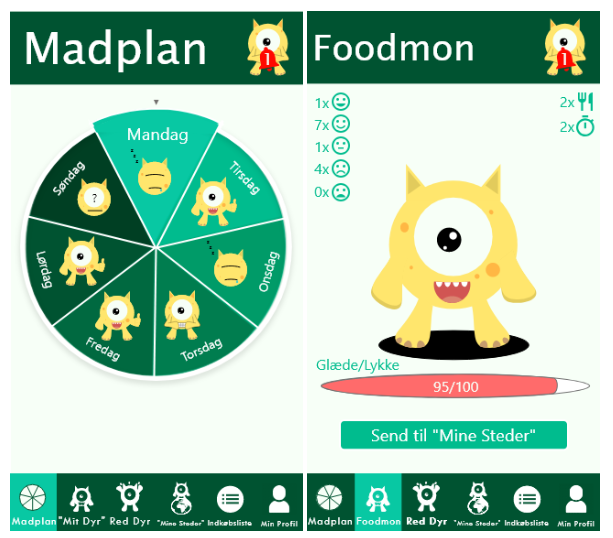 Madplan
1
Mandag
z
z
z
Tirsdag
z
z
z
Onsdag
Torsdag
Fredag
Lørdag
Søndag
?
Madplan
"Mit Dyr"
Red Dyr
"Mine Steder"
Indkøbsliste
Min Profil
Foodmon
1
1x
7x
1x
4x
0x
2x
2x
Glæde/Lykke
95/100
Send til "Mine Steder"
Madplan
Foodmon
Red Dyr
"Mine Steder"
Indkøbsliste
Min Profil